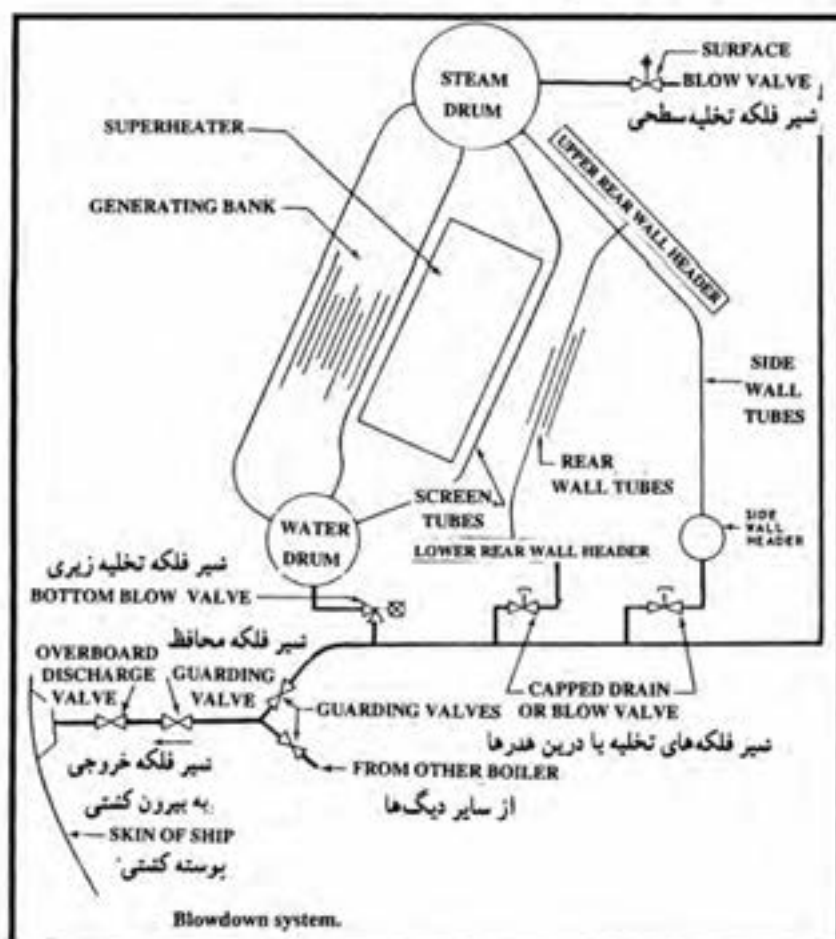 STEAM
DRUM
SURFACE
BLOW VALVE
شیر فلکه تخلیه سطحی
SUPERHEATER
GENERATING BANK
UPPER REAR WALL HEADER
SIDE
WALL
TUBES
REAR
WALL TUBES
SCREEN
TUBES
WATER
DRUM
LOWER REAR WALL HEADER
SIDE
WALL
HEADER
شیر فلکه تخلیه زیری
BOTTOM BLOW VALVE
شیر فلکه محافظ
OVERBOARD
DISCHARGE
VALVE
GUARDING
VALVE
GUARDING VALVES
CAPPED DRAIN
OR BLOW VALVE
شیر فلکه‌های تخلیه یا درین هدرها
FROM OTHER BOILER
از سایر دیگ‌ها
شیر فلکه خروجی
به بیرون کشتی
SKIN OF SHIP
پوسته کشتی
Blowdown system.